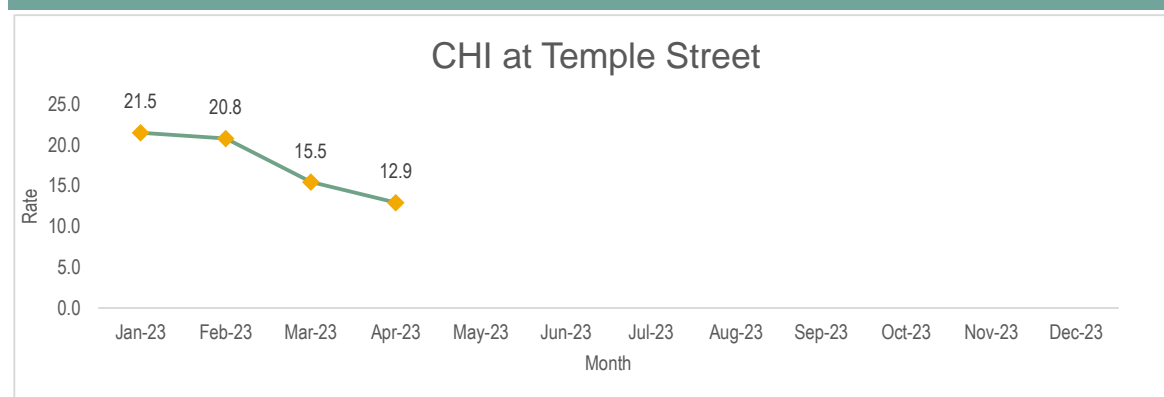 CHI at Temple Street
25.0
20.0
15.0
10.0
5.0
0.0
Rate
21.5
20.8
15.5
12.9
Jan-23 Feb-23 Mar-23 Apr-23 May-23 Jun-23 Jul-23 Aug-23 Sep-23 Oct-23 Nov-23 Dec-23
Month